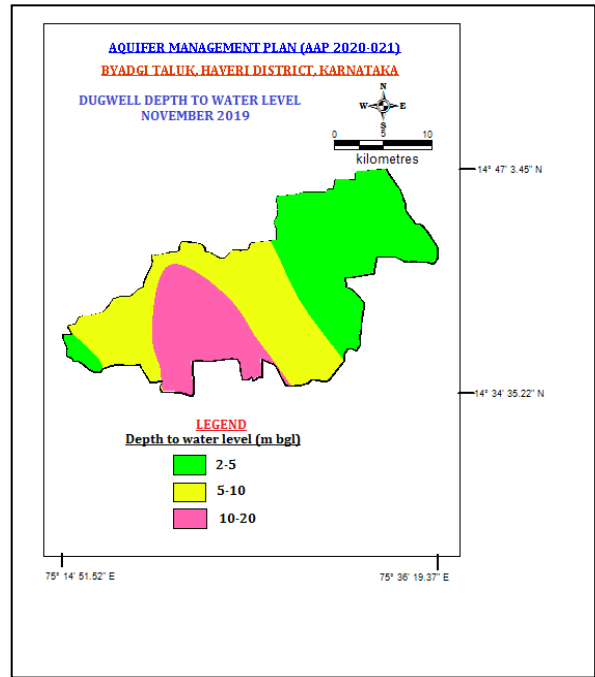 AQUIFER MANAGEMENT PLAN (AAP 2020-021)
BYADGI TALUK, HAVERI DISTRICT, KARNATAKA
DUGWELL DEPTH TO WATER LEVEL
NOVEMBER 2019
N
W E
S
0 5 10
kilometres
14° 47' 3.45" N
14° 34' 35.22" N
LEGEND
Depth to water level (m bgl)
2-5
5-10
10-20
75° 14' 51.52" E 75° 36' 19.37" E